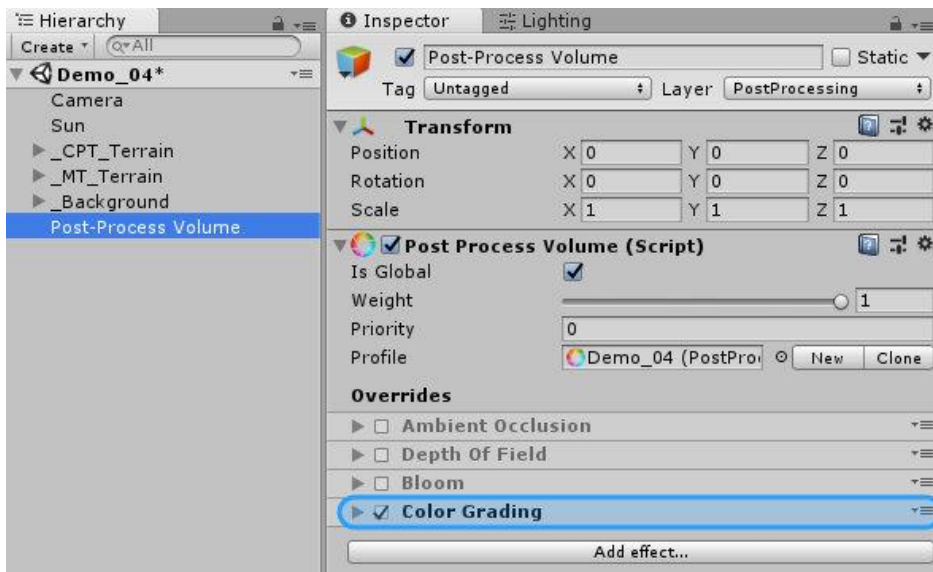 Hierarchy
Create
All
Demo_04*
Camera
Sun
_CPT_Terrain
_MT_Terrain
_Background
Post-Process Volume
Inspector Lighting
Post-Process Volume Static
Tag Untagged Layer PostProcessing
Transform
Position X 0 Y 0 Z 0
Rotation X 0 Y 0 Z 0
Scale X 1 Y 1 Z 1
Post Process Volume (Script)
Is Global
Weight 1
Priority 0
Profile Demo_04 (PostPro New Clone
Overrides
Ambient Occlusion
Depth Of Field
Bloom
Color Grading
Add effect...